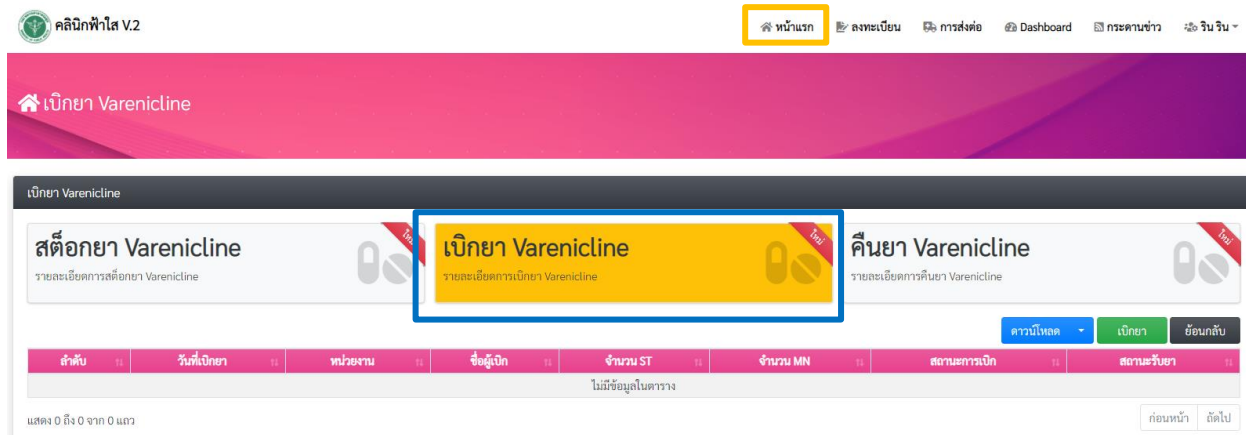 คลินิกฟ้าใส V.2
หน้าแรก ลงทะเบียน การส่งต่อ Dashboard กระดานข่าว ริน ริน
เบิกยา Varenicline
เบิกยา Varenicline
สต็อกยา Varenicline
รายละเอียดการสต็อกยา Varenicline
ใหม่
เบิกยา Varenicline
รายละเอียดการเบิกยา Varenicline
ใหม่
คืนยา Varenicline
รายละเอียดการคืนยา Varenicline
ใหม่
ดาวน์โหลด เบิกยา ย้อนกลับ
ลำดับ วันที่เบิกยา หน่วยงาน ชื่อผู้เบิก จำนวน ST จำนวน MN สถานะการเบิก สถานะรับยา
ไม่มีข้อมูลในตาราง
แสดง 0 ถึง 0 จาก 0 แถว
ก่อนหน้า ถัดไป